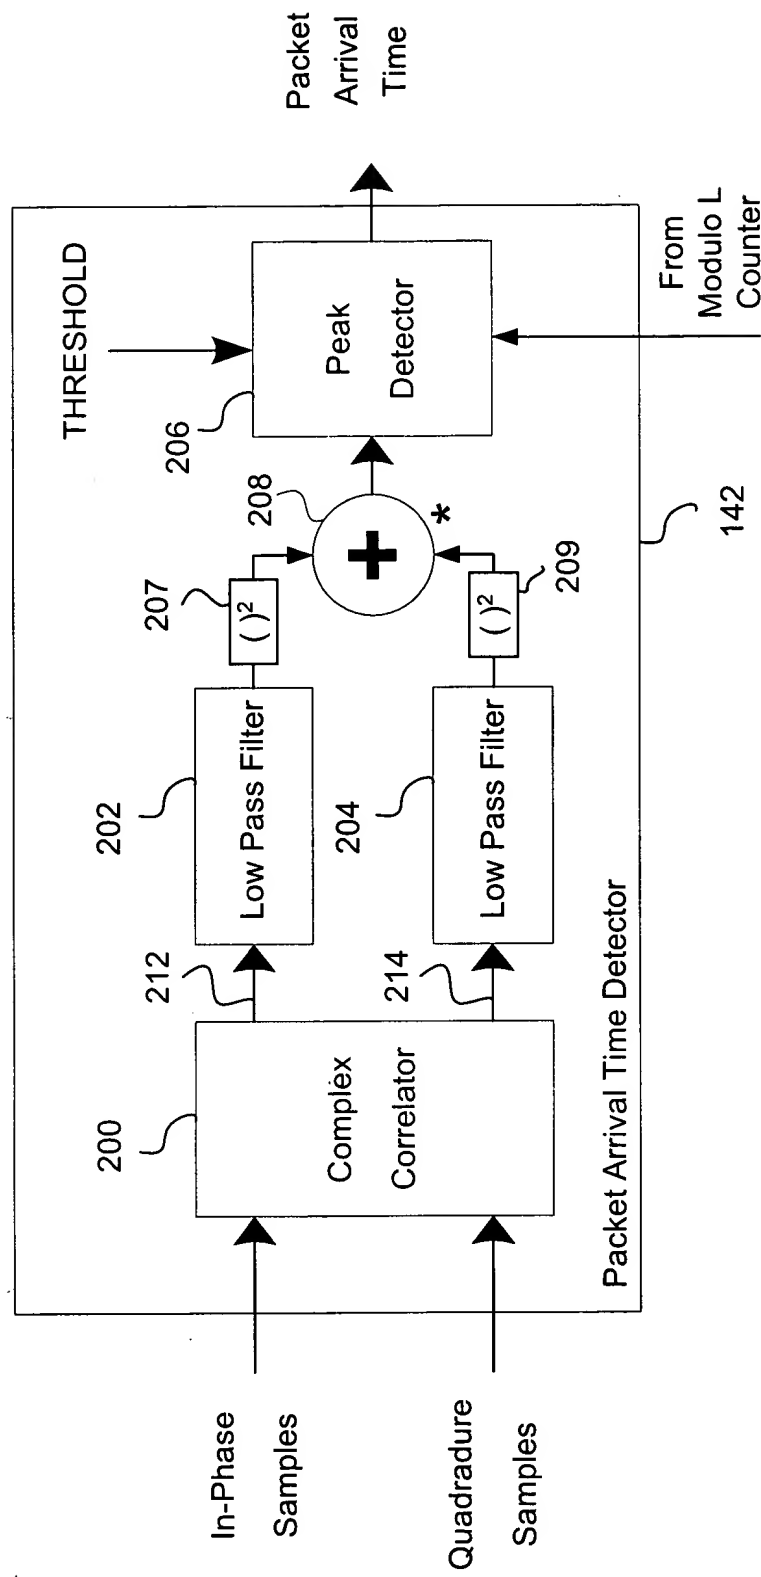 In-Phase
Samples
Quadradure
Samples
200
Complex
Correlator
212
214
202
Low Pass Filter
204
Low Pass Filter
207
( )²
209
( )²
208
+
*
206
THRESHOLD
Peak
Detector
From
Modulo L
Counter
Packet
Arrival
Time
Packet Arrival Time Detector
142